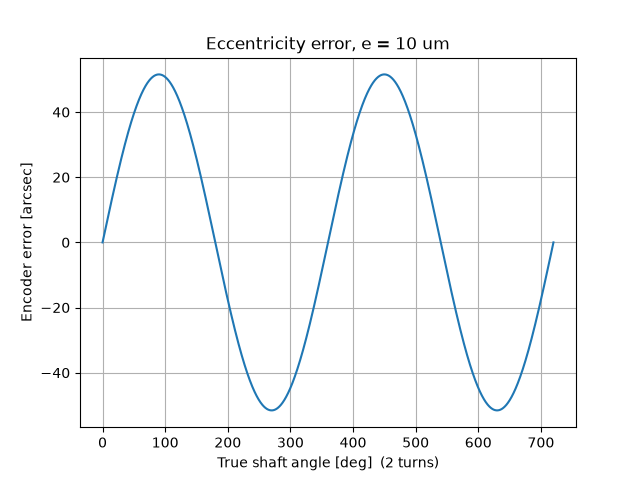 Eccentricity error, e = 10 um
Encoder error [arcsec]
40
20
0
−20
−40
0 100 200 300 400 500 600 700
True shaft angle [deg]  (2 turns)